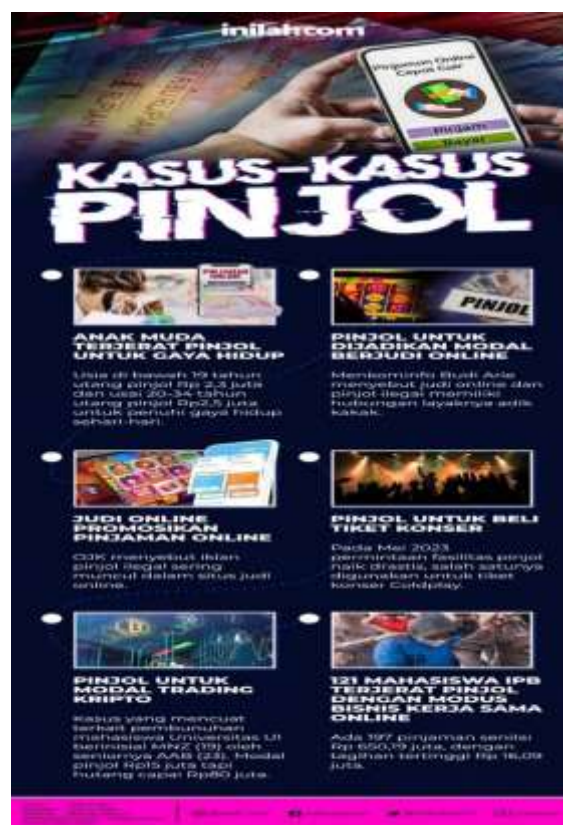 inilahcom
Pinjaman Online
Cepat Cair
Pinjam
Bayar
KASUS-KASUS
PINJOL
ANAK MUDA
TERJERAT PINJOL
UNTUK GAYA HIDUP
Usia di bawah 19 tahun
utang pinjol Rp 2,3 juta
dan usai 20-34 tahun
utang pinjol Rp2,5 juta
untuk penuhi gaya hidup
sehari-hari.
PINJOL
PINJOL UNTUK
DIJADIKAN MODAL
BERJUDI ONLINE
Menkominfo Budi Arie
menyebut judi online dan
pinjol ilegal memiliki
hubungan layaknya adik
kakak.
JUDI ONLINE
PROMOSIKAN
PINJAMAN ONLINE
OJK menyebut iklan
pinjol ilegal sering
muncul dalam situs judi
online.
PINJOL UNTUK BELI
TIKET KONSER
Pada Mei 2023
permintaan fasilitas pinjol
naik drastis, salah satunya
digunakan untuk tiket
konser Coldplay.
PINJOL UNTUK
MODAL TRADING
KRIPTO
Kasus yang mencuat
terkait pembunuhan
mahasiswa Universitas UI
berinisial MNZ (19) oleh
seniurnya AAB (23). Modal
pinjol Rp15 juta tapi
hutang capai Rp80 juta.
121 MAHASISWA IPB
TERJERAT PINJOL
DENGAN MODUS
BISNIS KERJA SAMA
ONLINE
Ada 197 pinjaman senilai
Rp 650,19 juta, dengan
tagihan tertinggi Rp 16,09
juta.